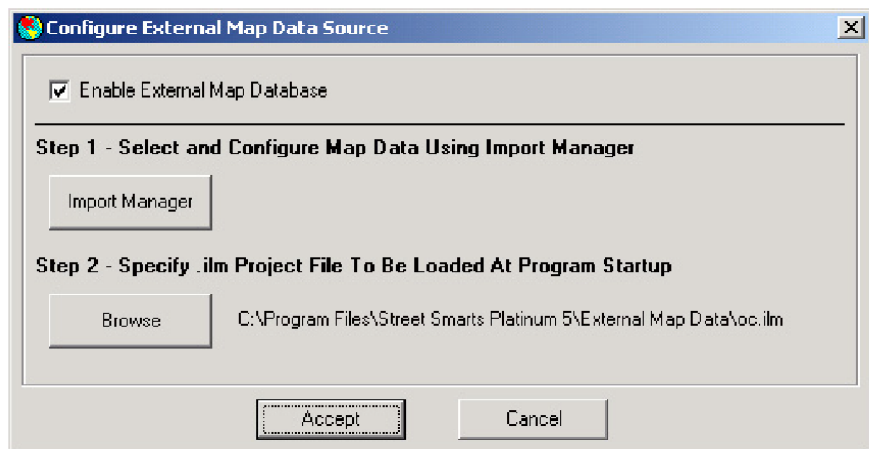 Configure External Map Data Source
Enable External Map Database
Step 1 - Select and Configure Map Data Using Import Manager
Import Manager
Step 2 - Specify .ilm Project File To Be Loaded At Program Startup
Browse
C:\Program Files\Street Smarts Platinum 5\External Map Data\oc.ilm
Accept
Cancel